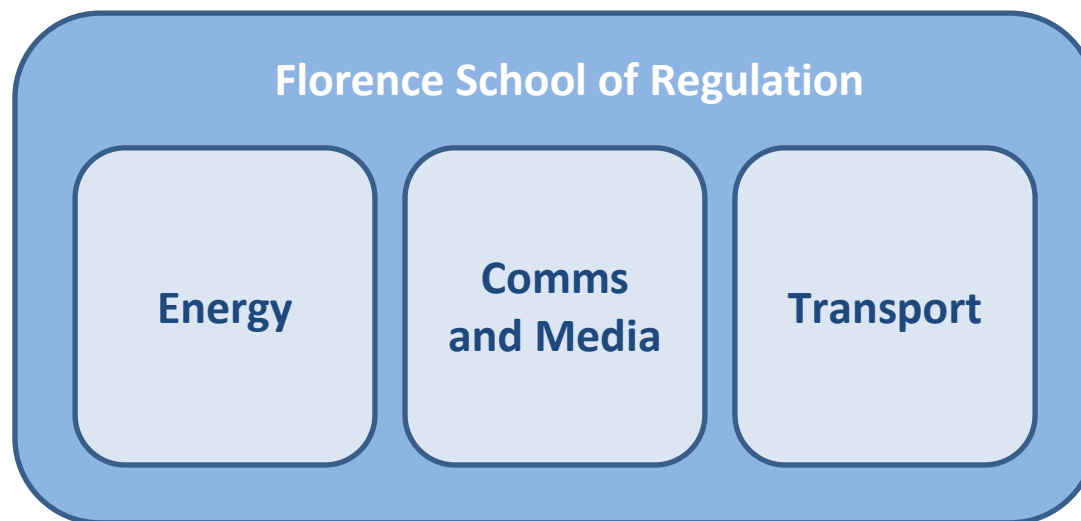 Florence School of Regulation
Energy
Comms
and Media
Transport